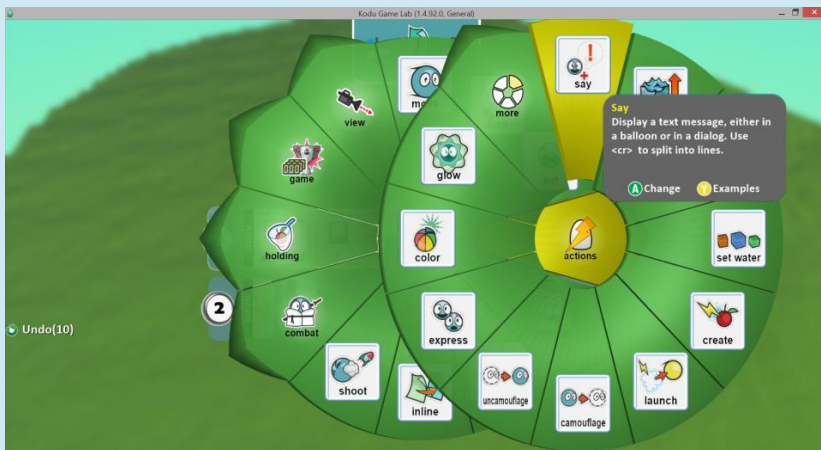 Kodu Game Lab (1.4.92.0, General)
view
game
holding
combat
shoot
inline
more
say
glow
color
express
uncamouflage
camouflage
launch
create
set water
actions
Say
Display a text message, either in
a balloon or in a dialog. Use
<cr> to split into lines.
A Change Y Examples
2
Undo(10)